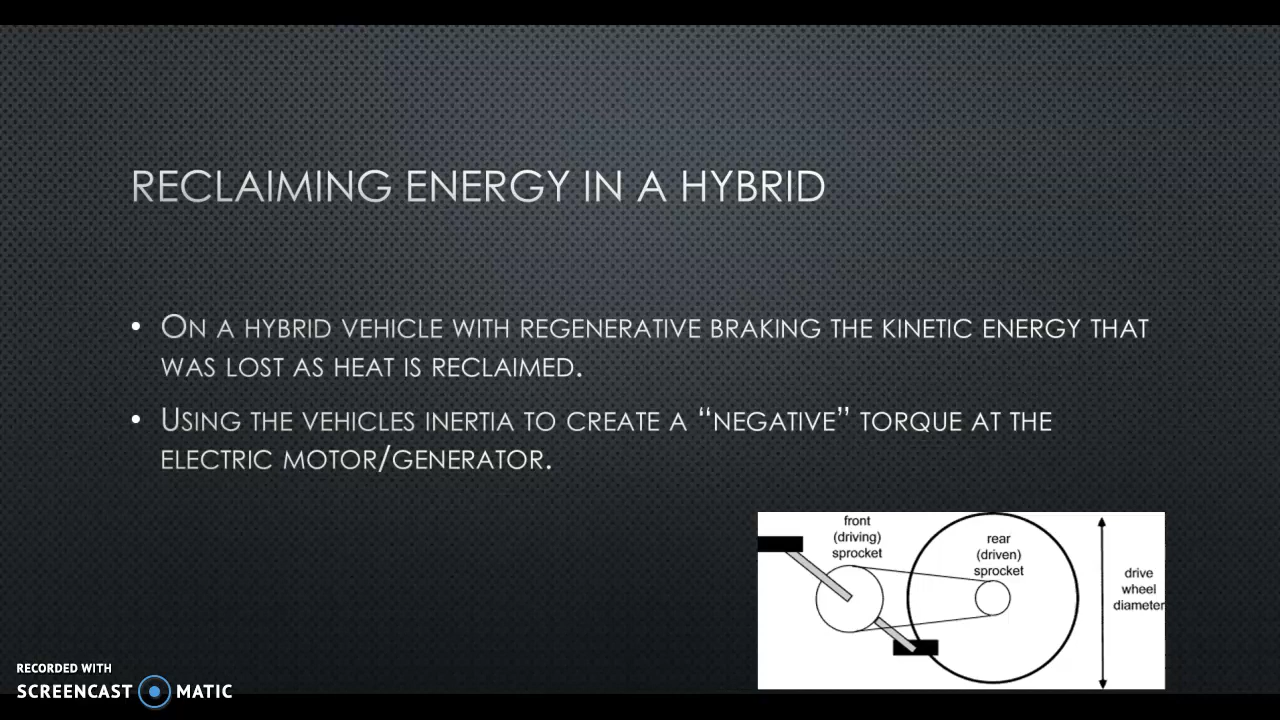 RECLAIMING ENERGY IN A HYBRID
• ON A HYBRID VEHICLE WITH REGENERATIVE BRAKING THE KINETIC ENERGY THAT
WAS LOST AS HEAT IS RECLAIMED.
• USING THE VEHICLES INERTIA TO CREATE A “NEGATIVE” TORQUE AT THE
ELECTRIC MOTOR/GENERATOR.
front
(driving)
sprocket
rear
(driven)
sprocket
drive
wheel
diameter
RECORDED WITH
SCREENCAST MATIC